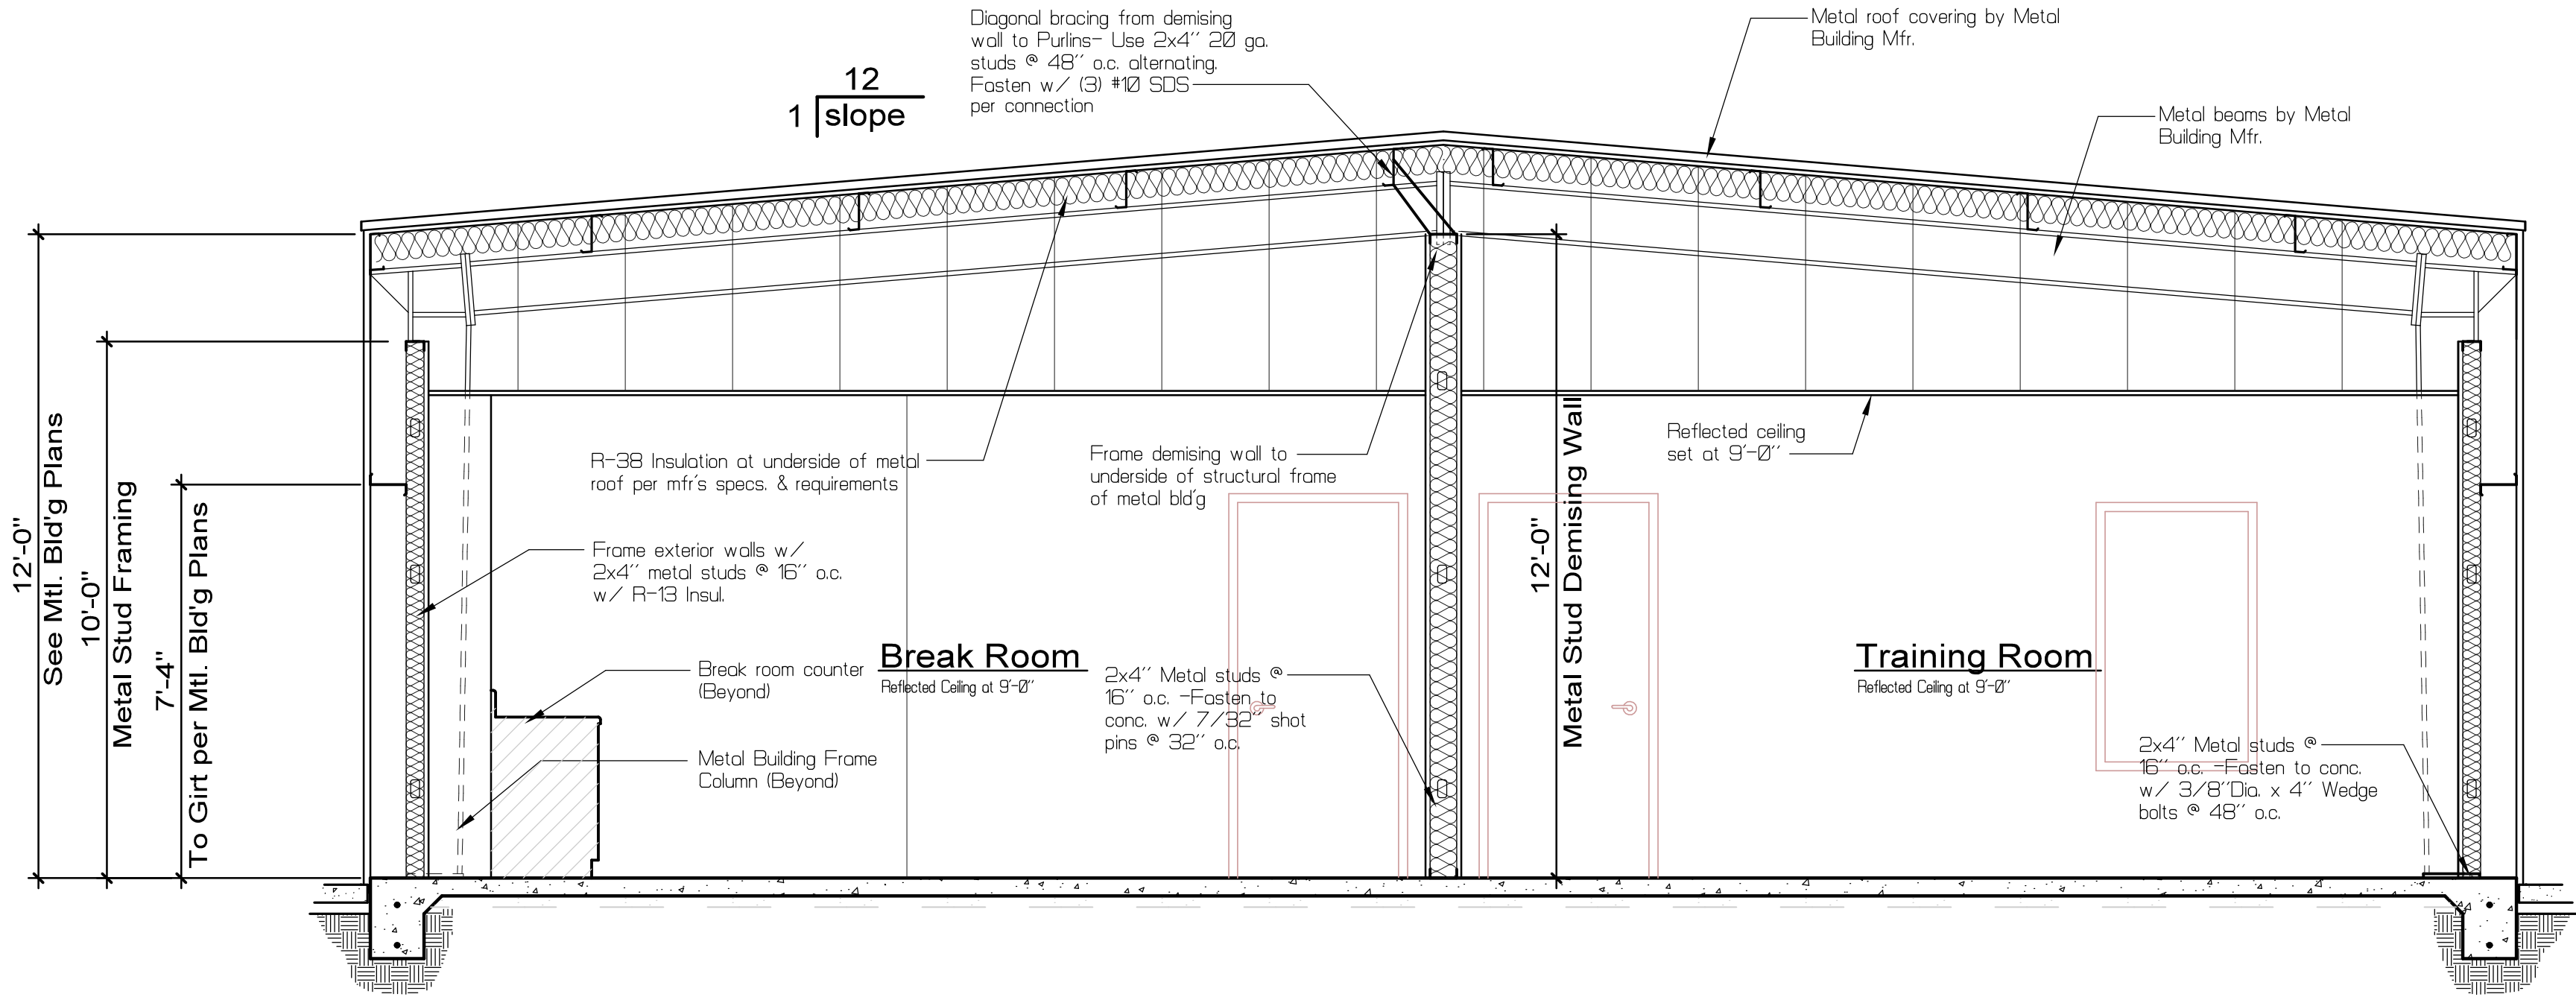 Diagonal bracing from demising
wall to Purlins- Use 2x4'' 20 ga.
studs @ 48'' o.c. alternating.
Fasten w/ (3) #10 SDS
per connection
Metal roof covering by Metal
Building Mfr.
12
1 slope
Metal beams by Metal
Building Mfr.
12'-0"
See Mtl. Bld'g Plans
10'-0"
Metal Stud Framing
7'-4"
To Girt per Mtl. Bld'g Plans
R-38 Insulation at underside of metal
roof per mfr's specs. & requirements
Frame demising wall to
underside of structural frame
of metal bld'g
12'-0"
Metal Stud Demising Wall
Reflected ceiling
set at 9'-0''
Frame exterior walls w/
2x4'' metal studs @ 16'' o.c.
w/ R-13 Insul.
Break room counter
(Beyond)
Break Room
Reflected Ceiling at 9'-0''
2x4'' Metal studs @
16'' o.c. -Fasten to
conc. w/ 7/32'' shot
pins @ 32'' o.c.
Training Room
Reflected Ceiling at 9'-0''
Metal Building Frame
Column (Beyond)
2x4'' Metal studs @
16'' o.c. -Fasten to conc.
w/ 3/8''Dia. x 4'' Wedge
bolts @ 48'' o.c.